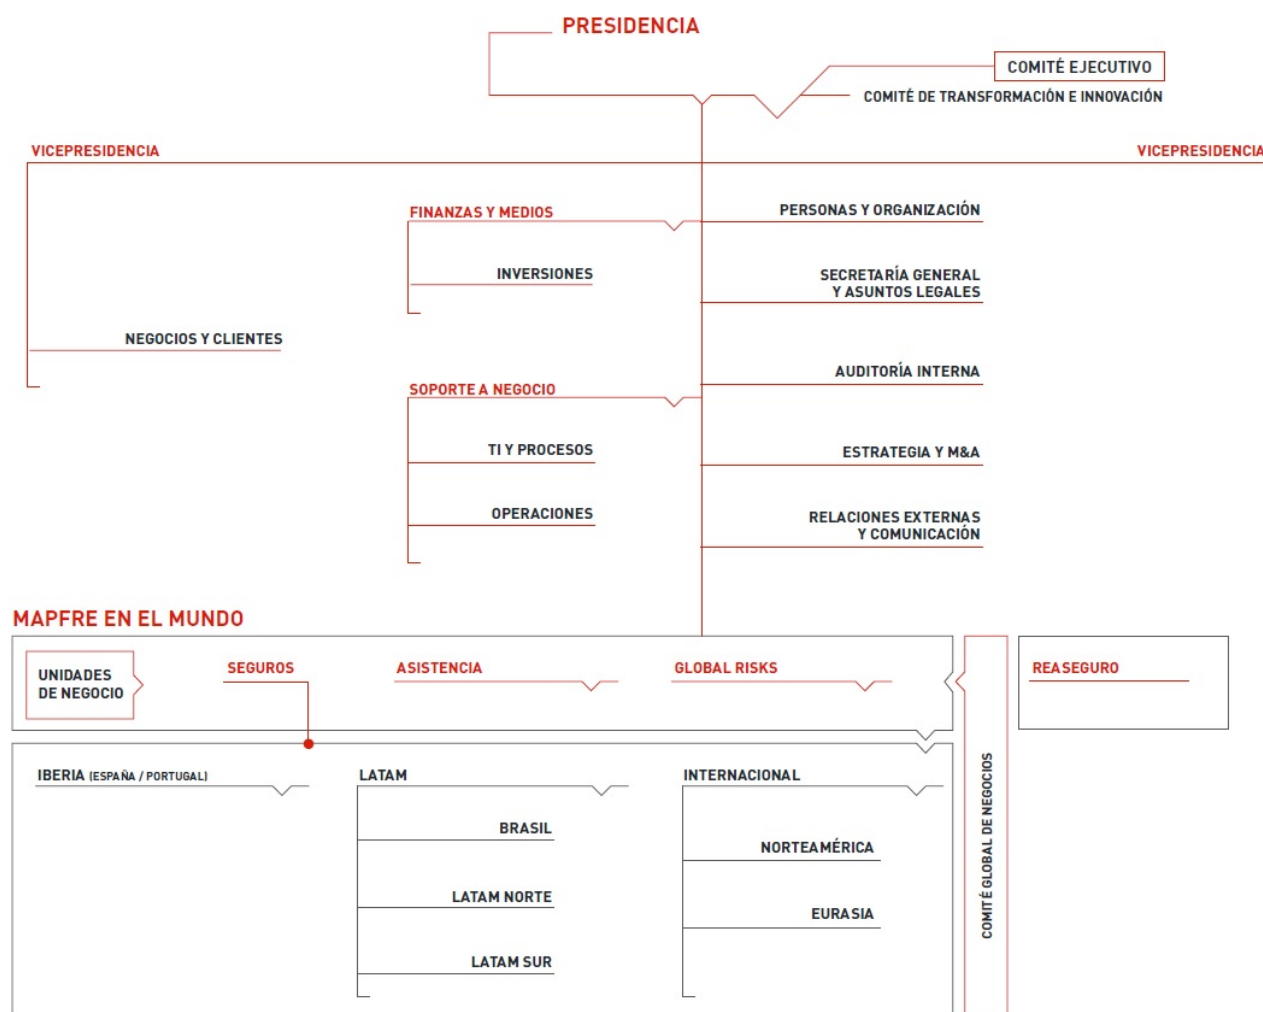 PRESIDENCIA
COMITÉ EJECUTIVO
COMITÉ DE TRANSFORMACIÓN E INNOVACIÓN
VICEPRESIDENCIA
VICEPRESIDENCIA
FINANZAS Y MEDIOS
PERSONAS Y ORGANIZACIÓN
INVERSIONES
SECRETARÍA GENERAL
Y ASUNTOS LEGALES
NEGOCIOS Y CLIENTES
AUDITORÍA INTERNA
SOPORTE A NEGOCIO
TI Y PROCESOS
ESTRATEGIA Y M&A
OPERACIONES
RELACIONES EXTERNAS
Y COMUNICACIÓN
MAPFRE EN EL MUNDO
UNIDADES
DE NEGOCIO
SEGUROS
ASISTENCIA
GLOBAL RISKS
REASEGURO
IBERIA (ESPAÑA / PORTUGAL)
LATAM
INTERNACIONAL
BRASIL
NORTEAMÉRICA
LATAM NORTE
EURASIA
LATAM SUR
COMITÉ GLOBAL DE NEGOCIOS